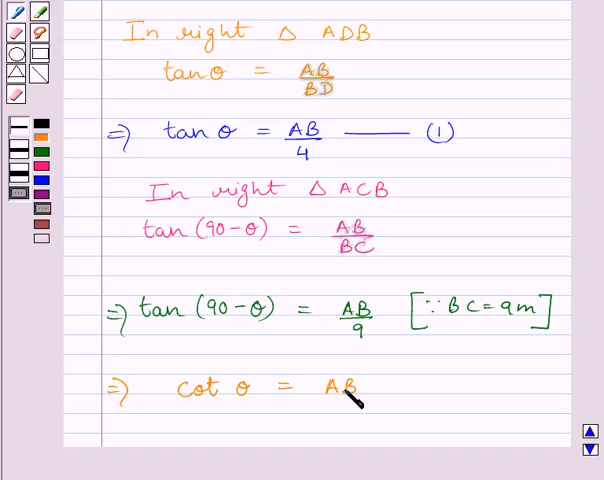 In right △ ADB
tan θ = AB/BD
⇒ tan θ = AB/4 —— (1)
In right △ ACB
tan (90 - θ) = AB/BC
⇒ tan (90 - θ) = AB/9 [∵ BC = 9m]
⇒ cot θ = AB